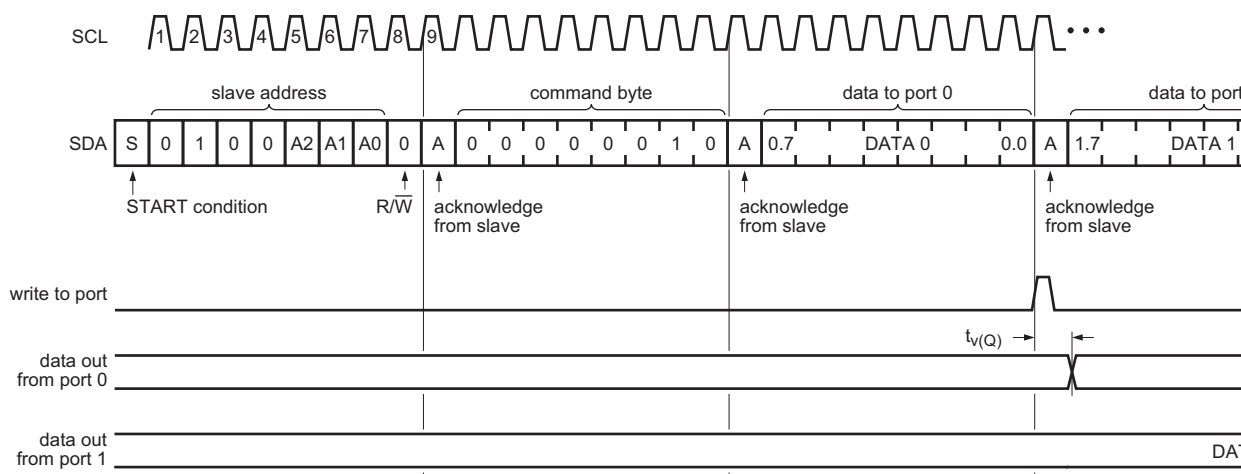 SCL 1 2 3 4 5 6 7 8 9 •••
slave address command byte data to port 0 data to port
SDA S 0 1 0 0 A2 A1 A0 0 A 0 0 0 0 0 0 1 0 A 0.7 DATA 0 0.0 A 1.7 DATA 1
START condition R/W̅ acknowledge acknowledge acknowledge
from slave from slave from slave
write to port
tv(Q)
data out
from port 0
data out
from port 1 DAT